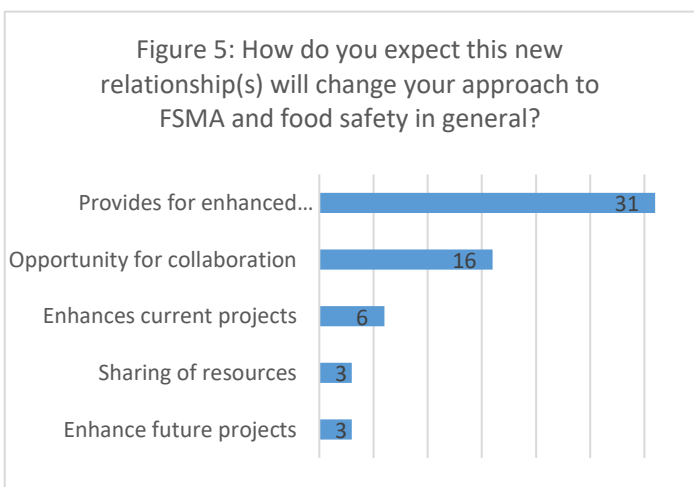 Figure 5: How do you expect this new
relationship(s) will change your approach to
FSMA and food safety in general?
Provides for enhanced...
31
Opportunity for collaboration
16
Enhances current projects
6
Sharing of resources
3
Enhance future projects
3